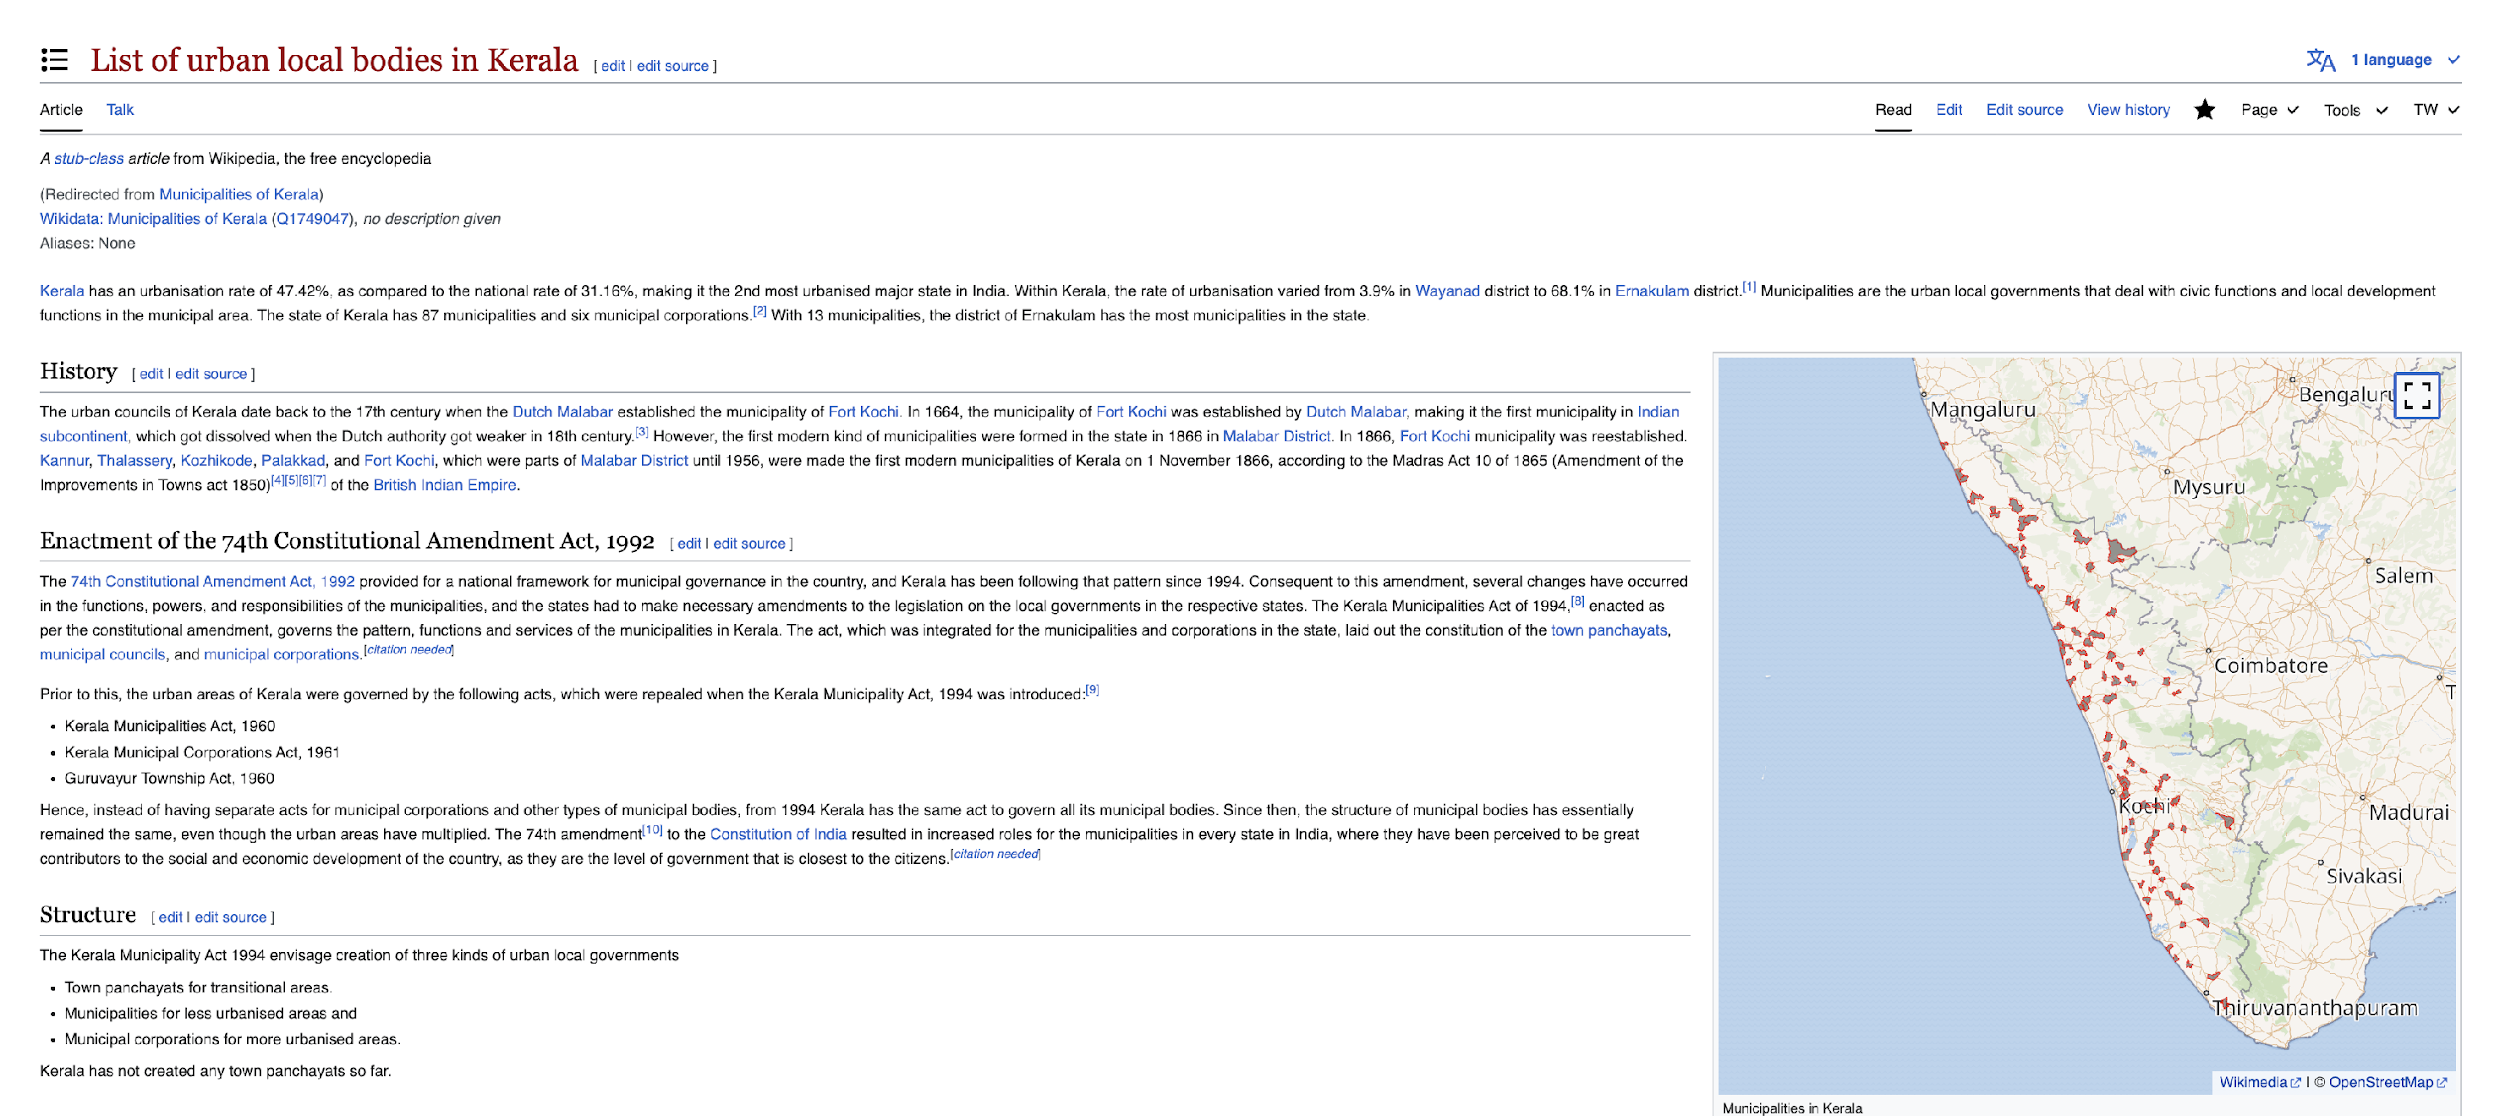 List of urban local bodies in Kerala [ edit | edit source ]
1 language
Article Talk
Read Edit Edit source View history Page Tools TW
A stub-class article from Wikipedia, the free encyclopedia
(Redirected from Municipalities of Kerala)
Wikidata: Municipalities of Kerala (Q1749047), no description given
Aliases: None
Kerala has an urbanisation rate of 47.42%, as compared to the national rate of 31.16%, making it the 2nd most urbanised major state in India. Within Kerala, the rate of urbanisation varied from 3.9% in Wayanad district to 68.1% in Ernakulam district.[1] Municipalities are the urban local governments that deal with civic functions and local development
functions in the municipal area. The state of Kerala has 87 municipalities and six municipal corporations.[2] With 13 municipalities, the district of Ernakulam has the most municipalities in the state.
History [ edit | edit source ]
The urban councils of Kerala date back to the 17th century when the Dutch Malabar established the municipality of Fort Kochi. In 1664, the municipality of Fort Kochi was established by Dutch Malabar, making it the first municipality in Indian
subcontinent, which got dissolved when the Dutch authority got weaker in 18th century.[3] However, the first modern kind of municipalities were formed in the state in 1866 in Malabar District. In 1866, Fort Kochi municipality was reestablished.
Kannur, Thalassery, Kozhikode, Palakkad, and Fort Kochi, which were parts of Malabar District until 1956, were made the first modern municipalities of Kerala on 1 November 1866, according to the Madras Act 10 of 1865 (Amendment of the
Improvements in Towns act 1850)[4][5][6][7] of the British Indian Empire.
Enactment of the 74th Constitutional Amendment Act, 1992 [ edit | edit source ]
The 74th Constitutional Amendment Act, 1992 provided for a national framework for municipal governance in the country, and Kerala has been following that pattern since 1994. Consequent to this amendment, several changes have occurred
in the functions, powers, and responsibilities of the municipalities, and the states had to make necessary amendments to the legislation on the local governments in the respective states. The Kerala Municipalities Act of 1994,[8] enacted as
per the constitutional amendment, governs the pattern, functions and services of the municipalities in Kerala. The act, which was integrated for the municipalities and corporations in the state, laid out the constitution of the town panchayats,
municipal councils, and municipal corporations.[citation needed]
Prior to this, the urban areas of Kerala were governed by the following acts, which were repealed when the Kerala Municipality Act, 1994 was introduced:[9]
• Kerala Municipalities Act, 1960
• Kerala Municipal Corporations Act, 1961
• Guruvayur Township Act, 1960
Hence, instead of having separate acts for municipal corporations and other types of municipal bodies, from 1994 Kerala has the same act to govern all its municipal bodies. Since then, the structure of municipal bodies has essentially
remained the same, even though the urban areas have multiplied. The 74th amendment[10] to the Constitution of India resulted in increased roles for the municipalities in every state in India, where they have been perceived to be great
contributors to the social and economic development of the country, as they are the level of government that is closest to the citizens.[citation needed]
Structure [ edit | edit source ]
The Kerala Municipality Act 1994 envisage creation of three kinds of urban local governments
• Town panchayats for transitional areas.
• Municipalities for less urbanised areas and
• Municipal corporations for more urbanised areas.
Kerala has not created any town panchayats so far.
Bengaluru
Mangaluru
Mysuru
Salem
Coimbatore
T
Kochi
Madurai
Sivakasi
Thiruvananthapuram
Wikimedia | © OpenStreetMap
Municipalities in Kerala